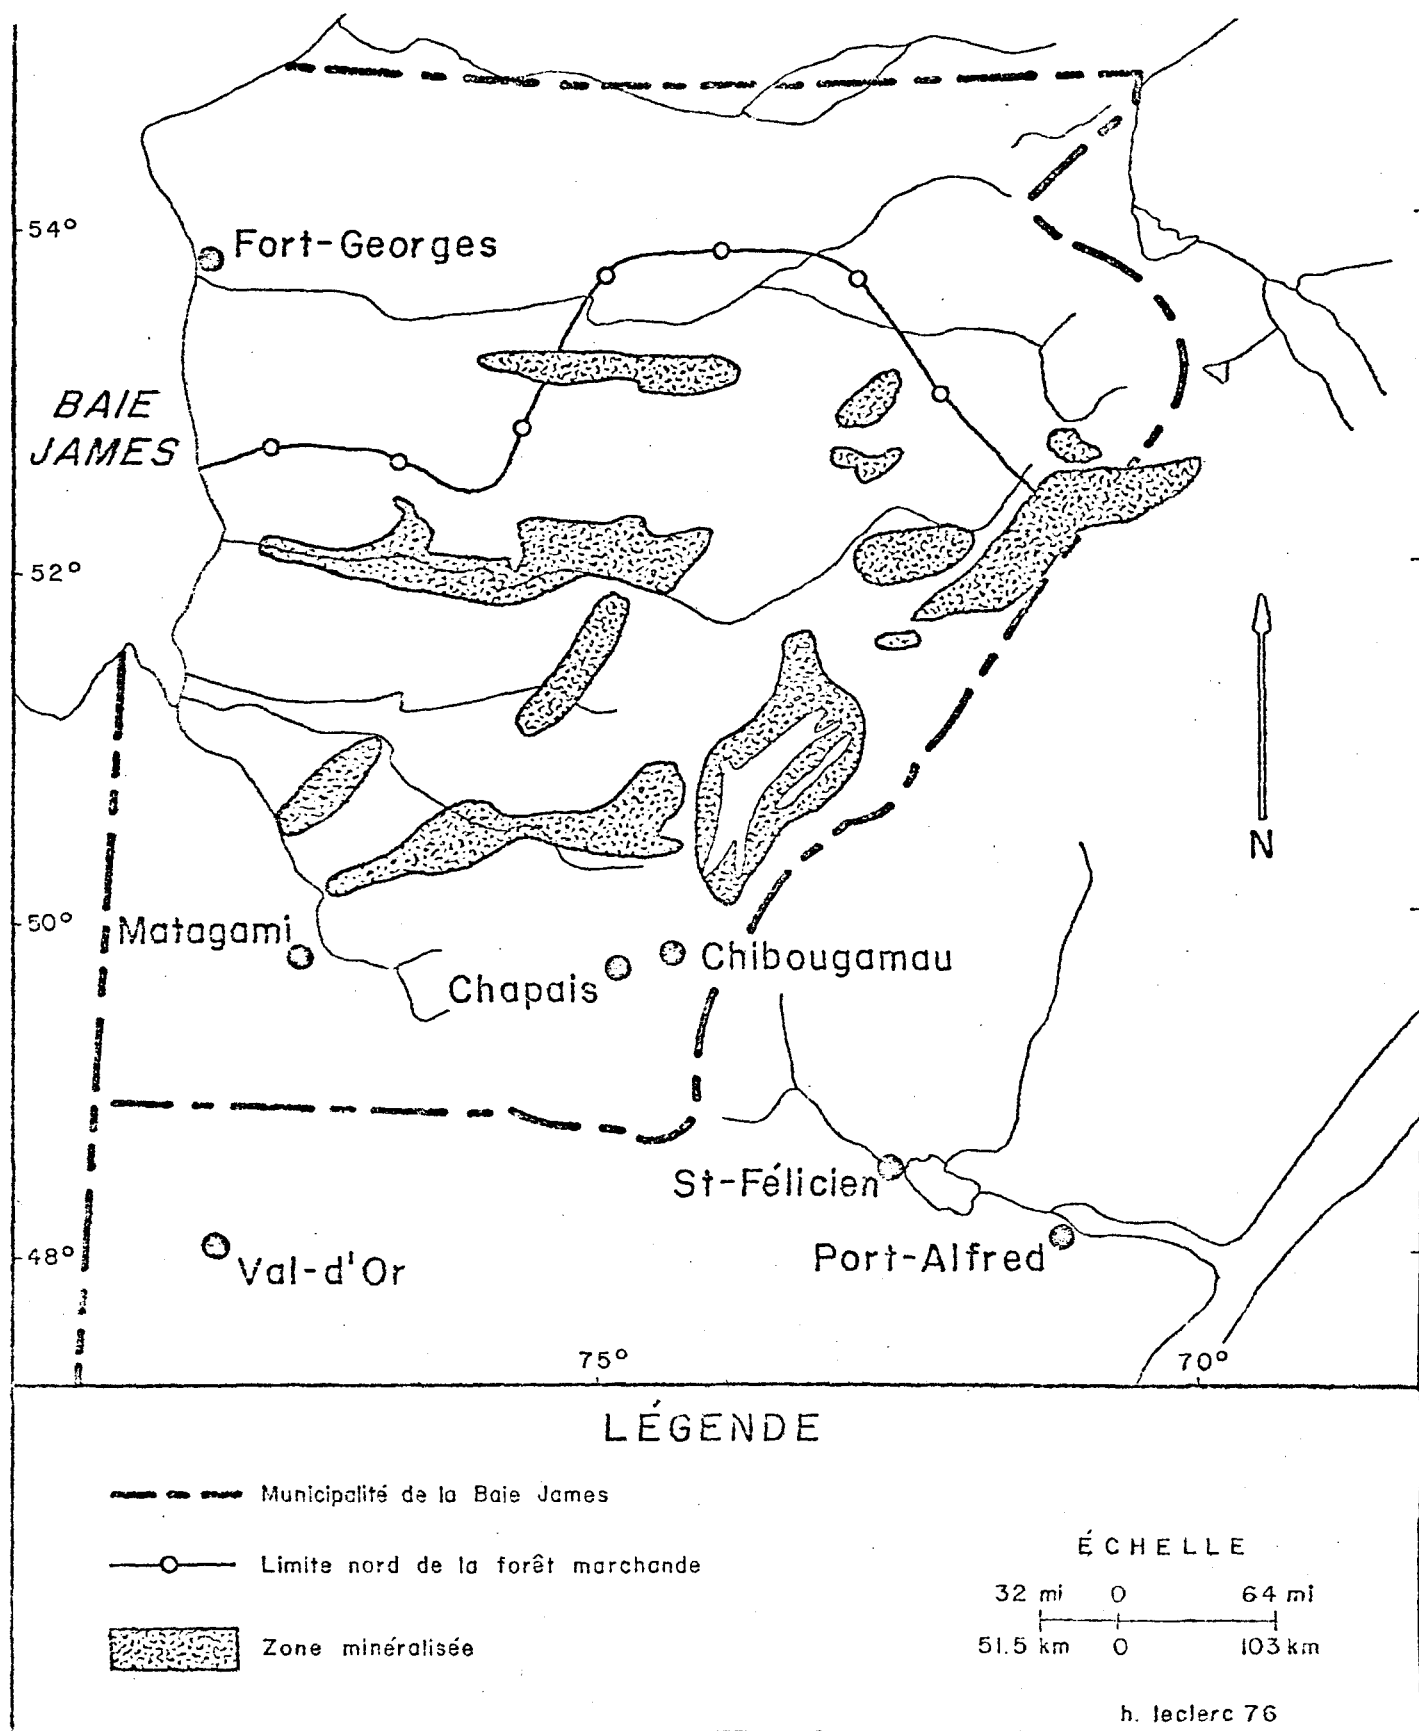 54°
Fort-Georges
BAIE
JAMES
52°
N
50°
Matagami
Chibougamau
Chapais
St-Félicien
48°
Val-d'Or
Port-Alfred
75°
70°
LÉGENDE
Municipalité de la Baie James
Limite nord de la forêt marchande
Zone minéralisée
ÉCHELLE
32 mi 0 64 mi
51.5 km 0 103 km
h. leclerc 76